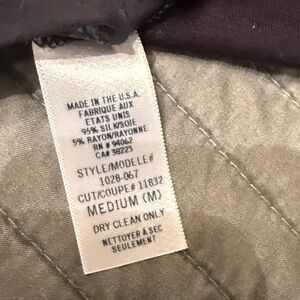 MADE IN THE U.S.A.
FABRIQUE AUX
ETATS UNIS
95% SILK/SOIE
5% RAYON/RAYONNE
RN # 94062
CA# 38223
STYLE/MODELE#
1028-067
CUT/COUPE# 11832
MEDIUM (M)
DRY CLEAN ONLY
NETTOYER À SEC
SEULEMENT